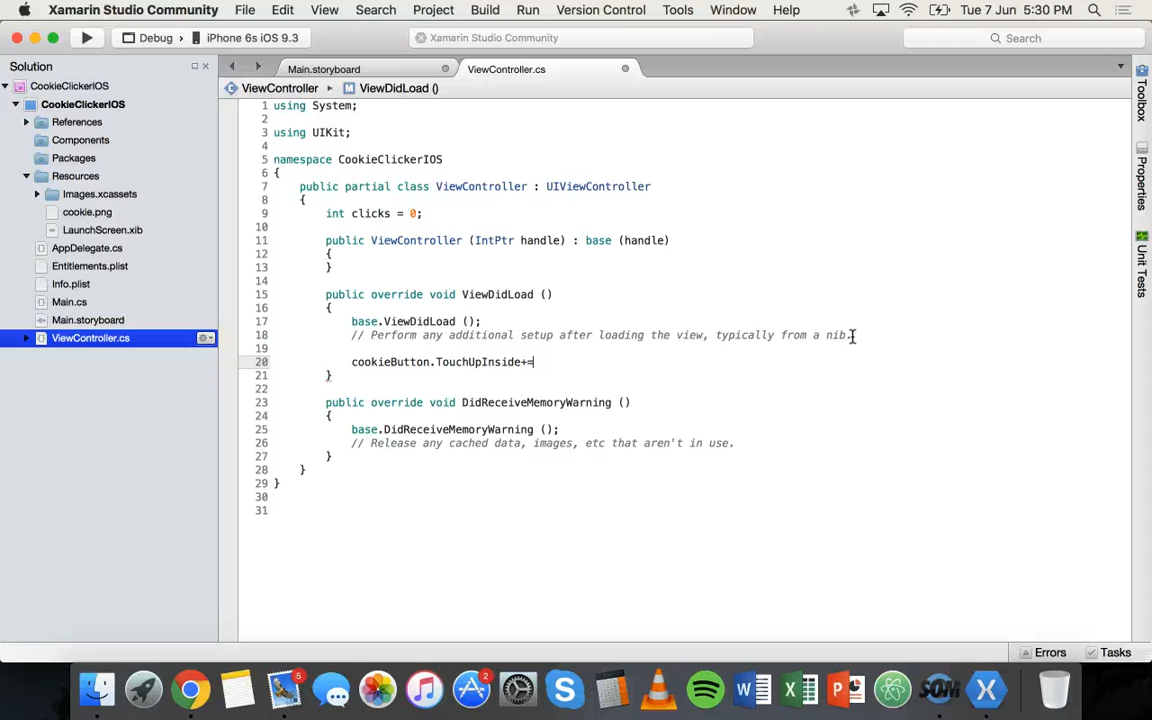 Xamarin Studio Community File Edit View Search Project Build Run Version Control Tools Window Help Tue 7 Jun 5:30 PM
Debug iPhone 6s iOS 9.3 Xamarin Studio Community Search
Solution
CookieClickerIOS
CookieClickerIOS
References
Components
Packages
Resources
Images.xcassets
cookie.png
LaunchScreen.xib
AppDelegate.cs
Entitlements.plist
Info.plist
Main.cs
Main.storyboard
ViewController.cs
Main.storyboard ViewController.cs
ViewController ViewDidLoad ()
1 using System;
2
3 using UIKit;
4
5 namespace CookieClickerIOS
6 {
7 public partial class ViewController : UIViewController
8 {
9 int clicks = 0;
10
11 public ViewController (IntPtr handle) : base (handle)
12 {
13 }
14
15 public override void ViewDidLoad ()
16 {
17 base.ViewDidLoad ();
18 // Perform any additional setup after loading the view, typically from a nib.
19
20 cookieButton.TouchUpInside+=
21 }
22
23 public override void DidReceiveMemoryWarning ()
24 {
25 base.DidReceiveMemoryWarning ();
26 // Release any cached data, images, etc that aren't in use.
27 }
28 }
29 }
30
31
Toolbox
Properties
Unit Tests
Errors Tasks
5 2 SOM